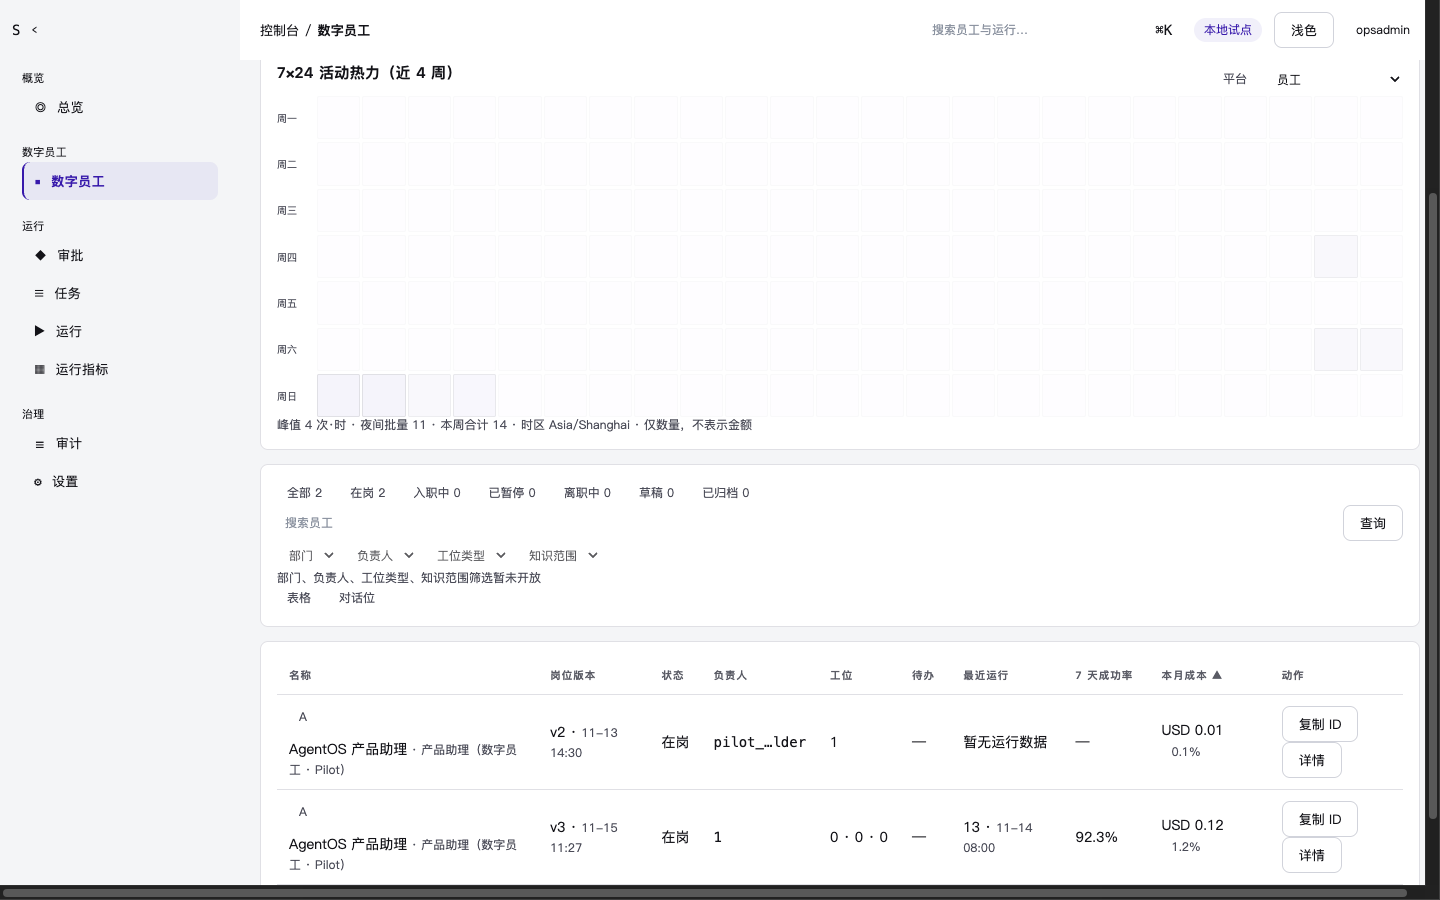 S <
概览
◎ 总览
数字员工
▪ 数字员工
运行
◆ 审批
≡ 任务
▶ 运行
▦ 运行指标
治理
≡ 审计
⚙ 设置
控制台 / 数字员工
搜索员工与运行…
⌘K
本地试点
浅色
opsadmin
7×24 活动热力（近 4 周）
平台
员工
周一
周二
周三
周四
周五
周六
周日
峰值 4 次·时 · 夜间批量 11 · 本周合计 14 · 时区 Asia/Shanghai · 仅数量，不表示金额
全部 2 在岗 2 入职中 0 已暂停 0 离职中 0 草稿 0 已归档 0
搜索员工
查询
部门 负责人 工位类型 知识范围
部门、负责人、工位类型、知识范围筛选暂未开放
表格 对话位
名称 岗位版本 状态 负责人 工位 待办 最近运行 7 天成功率 本月成本 ▲ 动作
A
AgentOS 产品助理 · 产品助理（数字员
工 · Pilot）
v2 · 11-13
14:30
在岗
pilot_…lder
1
—
暂无运行数据
—
USD 0.01
0.1%
复制 ID
详情
A
AgentOS 产品助理 · 产品助理（数字员
工 · Pilot）
v3 · 11-15
11:27
在岗
1
0 · 0 · 0
—
13 · 11-14
08:00
92.3%
USD 0.12
1.2%
复制 ID
详情